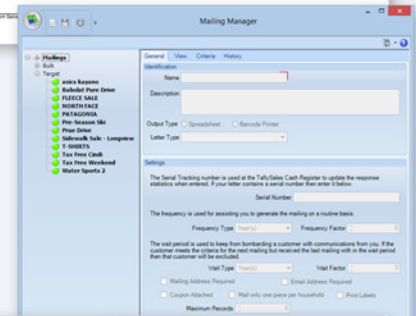 Mailing Manager
General View Criteria History
Mailings
Bulk
Target
asics kayano
Babolat Pure Drive
FLEECE SALE
NORTH FACE
PATAGONIA
Pre-Season Ski
Prue Drive
Sidewalk Sale - Longview
T-SHIRTS
Tax Free Cindi
Tax Free Weekend
Water Sports 2
Identification
Name
Description
Output Type Spreadsheet Barcode Printer
Letter Type
Settings
The Serial Tracking number is used at the TallySales Cash Register to update the response
statistics when entered. If your letter contains a serial number then enter it below.
Serial Number
The frequency is used for assisting you to generate the mailing on a routine basis.
Frequency Type Year(s) Frequency Factor 0
The wait period is used to keep from bombarding a customer with communications from you. If the
customer meets the criteria for the next mailing but received the last mailing with in the wait period
then that customer will be excluded.
Wait Type Year(s) Wait Factor 0
Mailing Address Required Email Address Required
Coupon Attached Mail only one piece per household Print Labels
Maximum Records 0